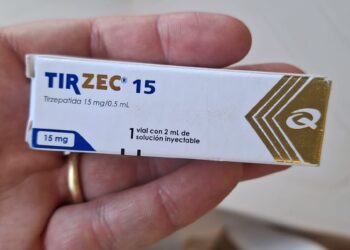 TIRZEC® 15
Tirzepatida 15 mg/0,5 mL
15 mg
1 vial con 2 mL de
solución inyectable